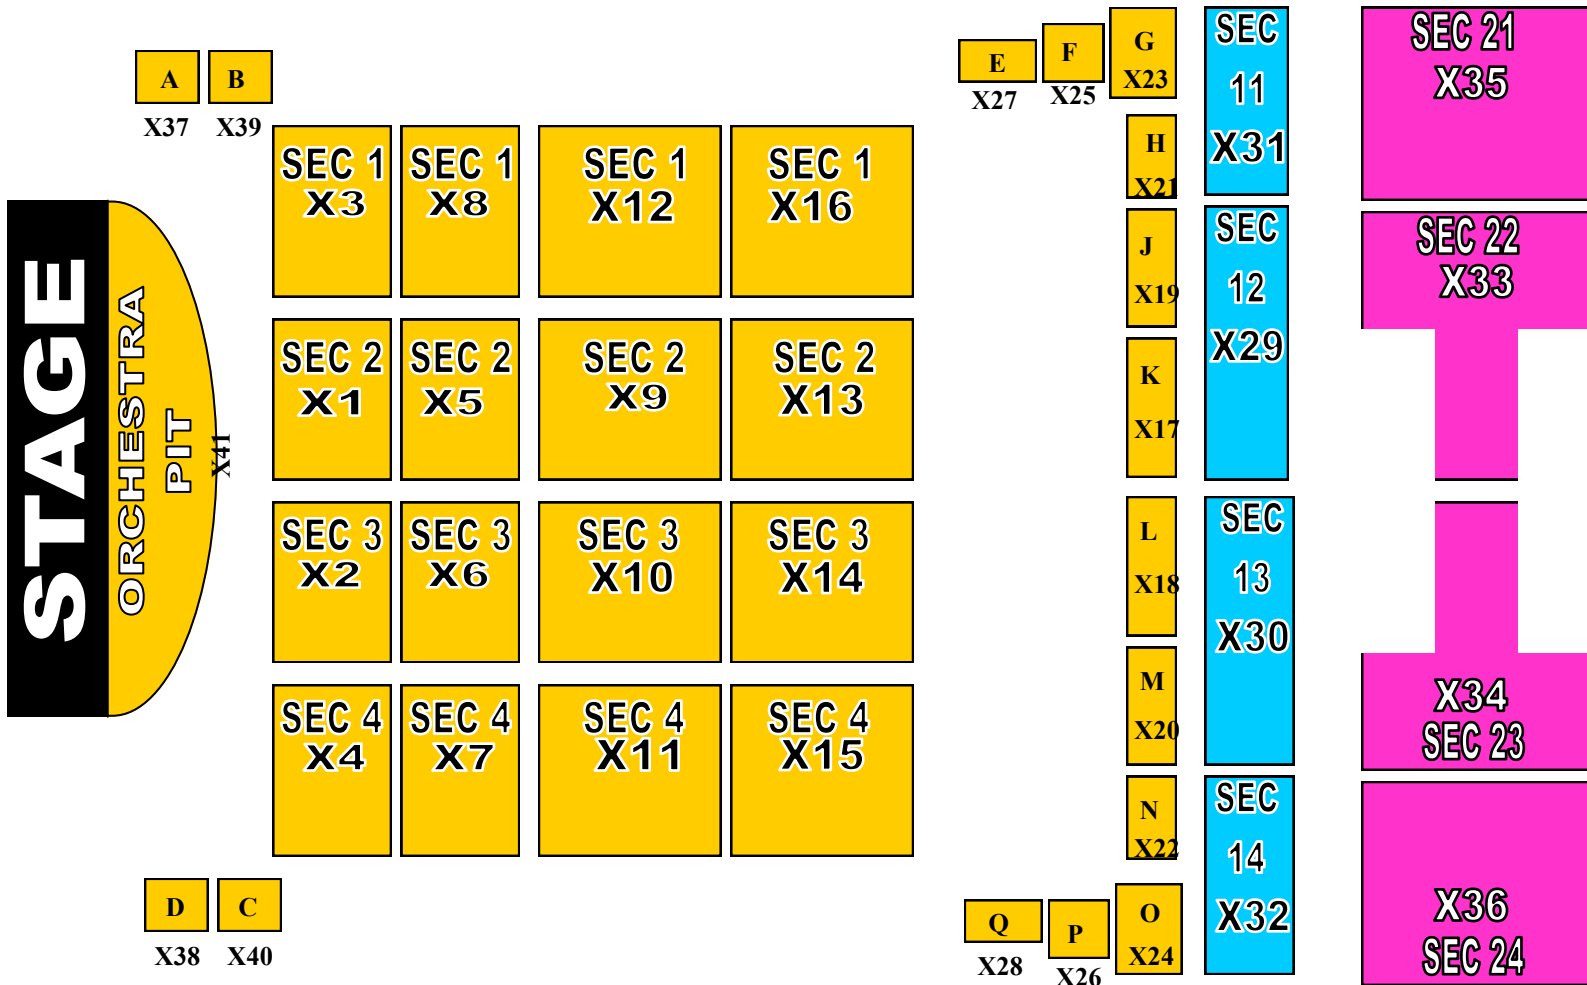 STAGE
ORCHESTRA
PIT
X41
A
X37
B
X39
SEC 1
X3
SEC 1
X8
SEC 1
X12
SEC 1
X16
SEC 2
X1
SEC 2
X5
SEC 2
X9
SEC 2
X13
SEC 3
X2
SEC 3
X6
SEC 3
X10
SEC 3
X14
SEC 4
X4
SEC 4
X7
SEC 4
X11
SEC 4
X15
D
X38
C
X40
E
X27
F
X25
G
X23
H
X21
J
X19
K
X17
L
X18
M
X20
N
X22
O
X24
P
X26
Q
X28
SEC
11
X31
SEC
12
X29
SEC
13
X30
SEC
14
X32
SEC 21
X35
SEC 22
X33
X34
SEC 23
X36
SEC 24